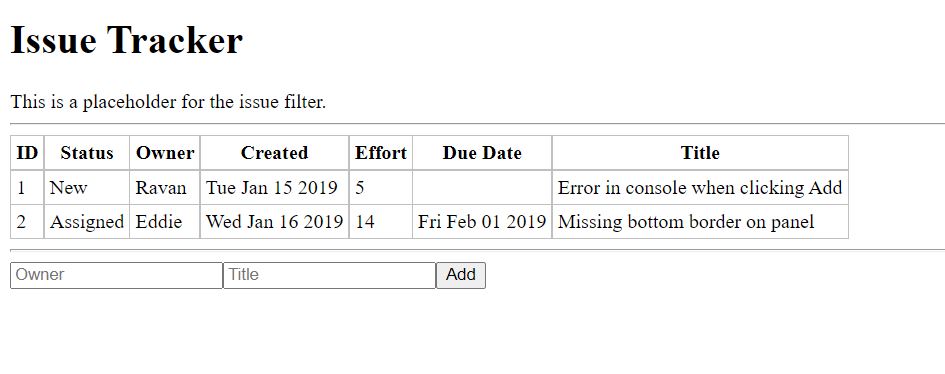 Issue Tracker
This is a placeholder for the issue filter.
ID Status Owner Created Effort Due Date Title
1 New Ravan Tue Jan 15 2019 5 Error in console when clicking Add
2 Assigned Eddie Wed Jan 16 2019 14 Fri Feb 01 2019 Missing bottom border on panel
Owner Title Add